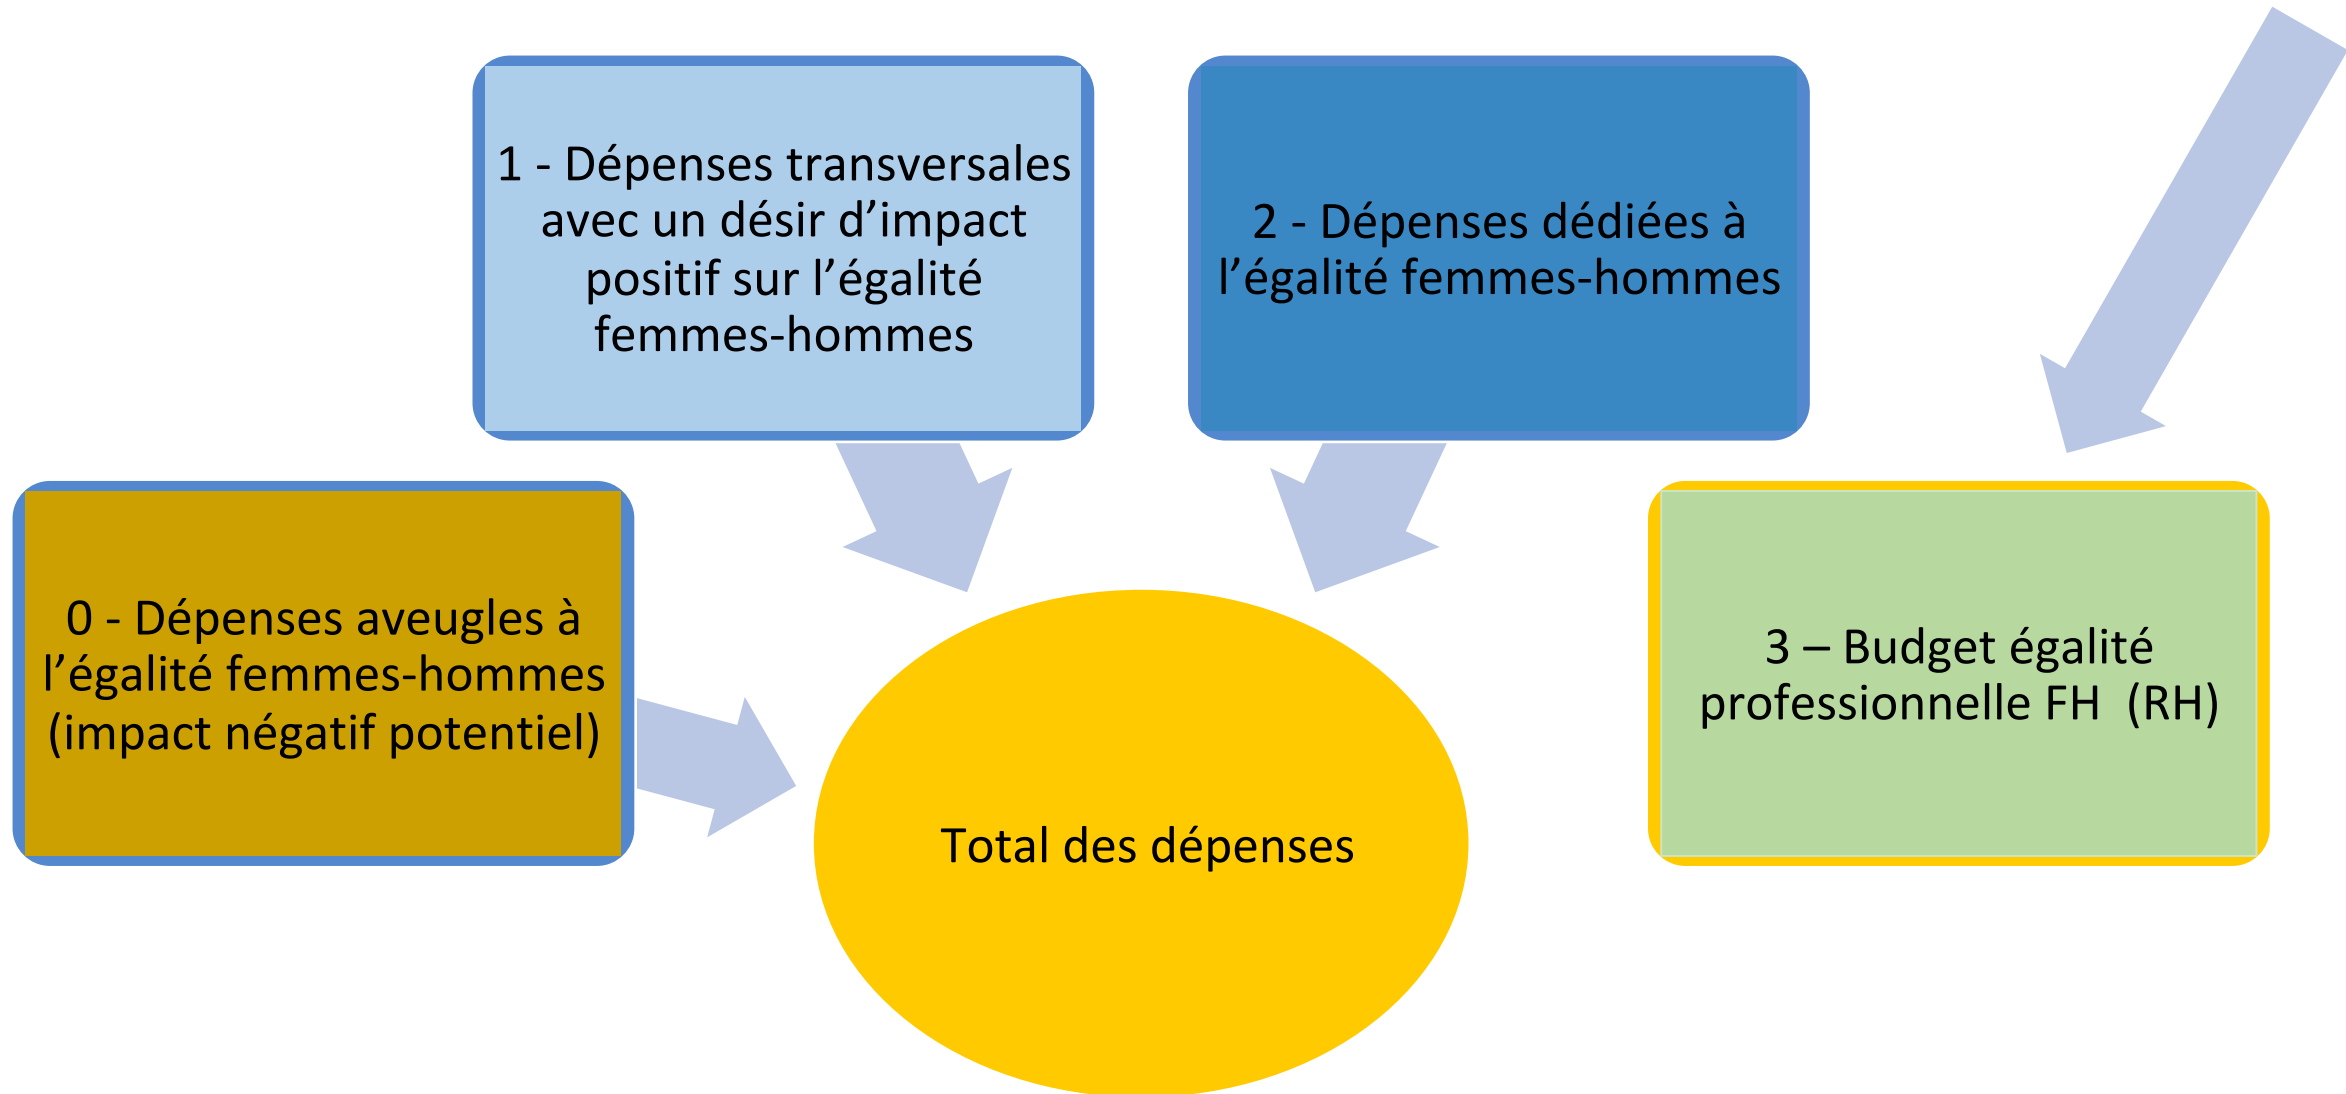 1 - Dépenses transversales
avec un désir d’impact
positif sur l’égalité
femmes-hommes
2 - Dépenses dédiées à
l’égalité femmes-hommes
0 - Dépenses aveugles à
l’égalité femmes-hommes
(impact négatif potentiel)
3 – Budget égalité
professionnelle FH  (RH)
Total des dépenses